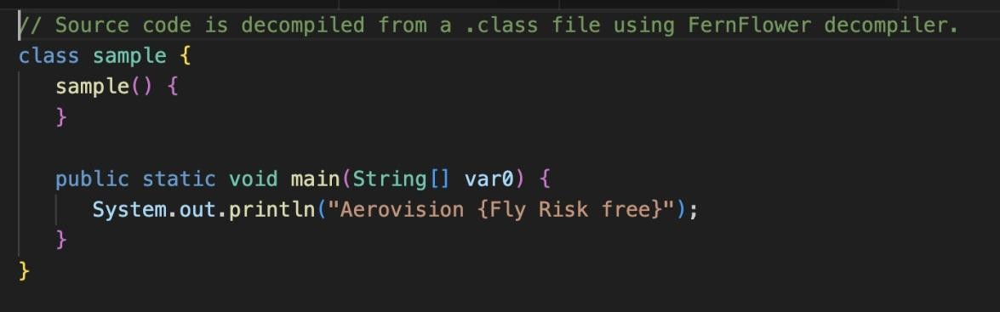 // Source code is decompiled from a .class file using FernFlower decompiler.
class sample {
   sample() {
   }

   public static void main(String[] var0) {
      System.out.println("Aerovision {Fly Risk free}");
   }
}